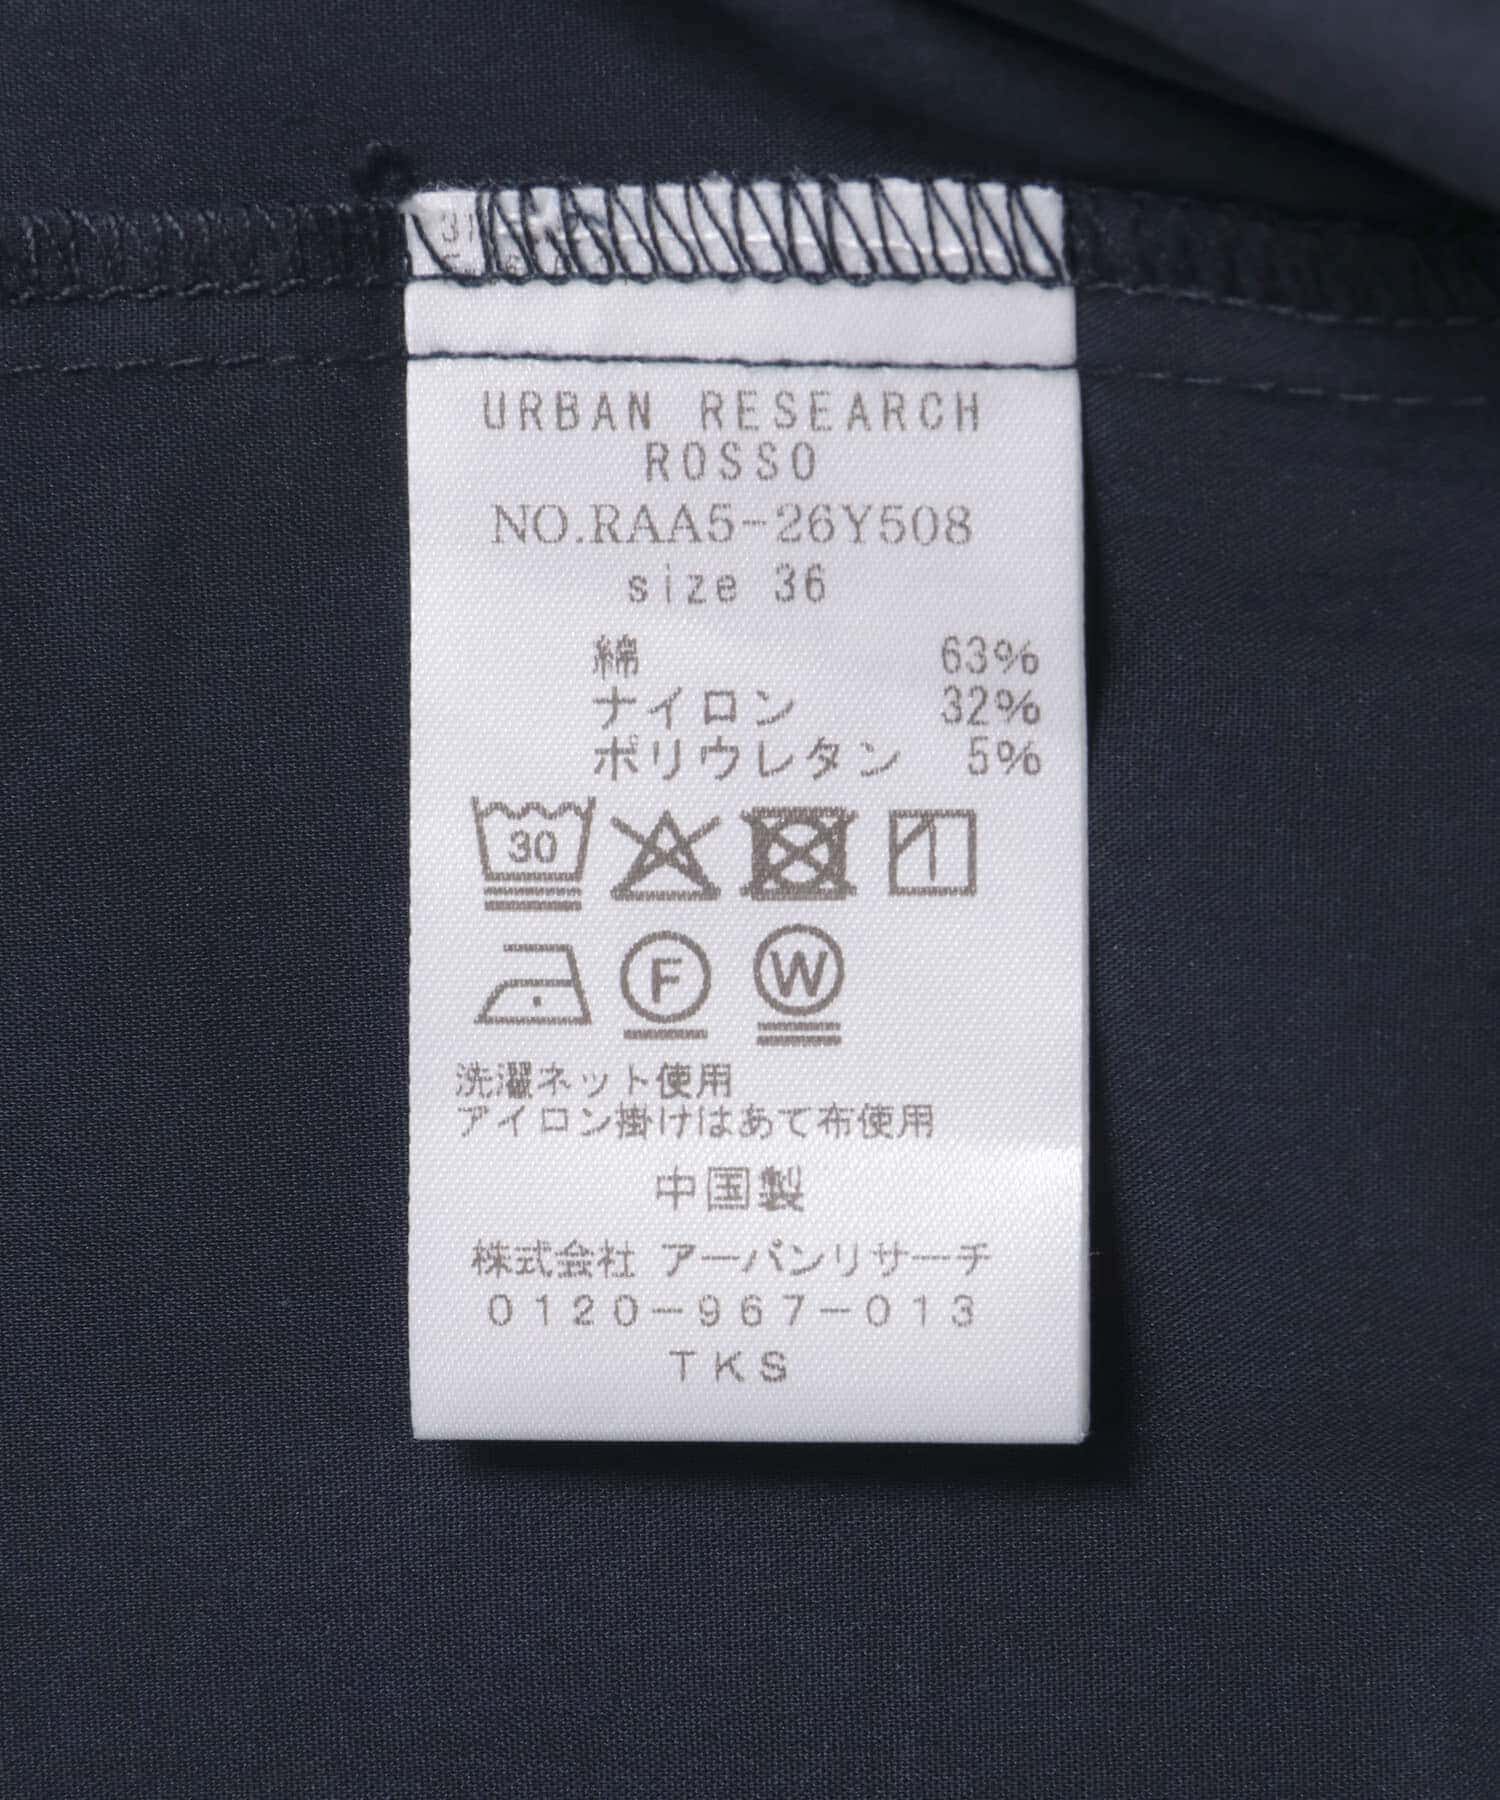 URBAN RESEARCH
ROSSO
NO.RAA5-26Y508
size 36
綿 63%
ナイロン 32%
ポリウレタン 5%
30
F W
洗濯ネット使用
アイロン掛けはあて布使用
中国製
株式会社 アーバンリサーチ
0120-967-013
TKS